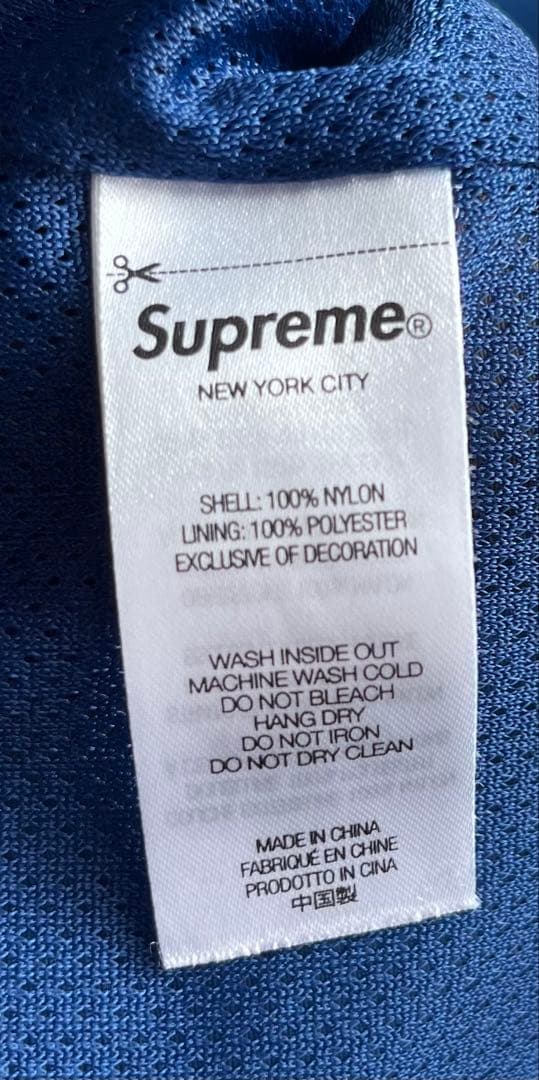 Supreme®
NEW YORK CITY
SHELL: 100% NYLON
LINING: 100% POLYESTER
EXCLUSIVE OF DECORATION
WASH INSIDE OUT
MACHINE WASH COLD
DO NOT BLEACH
HANG DRY
DO NOT IRON
DO NOT DRY CLEAN
MADE IN CHINA
FABRIQUÉ EN CHINE
PRODOTTO IN CINA
中国製